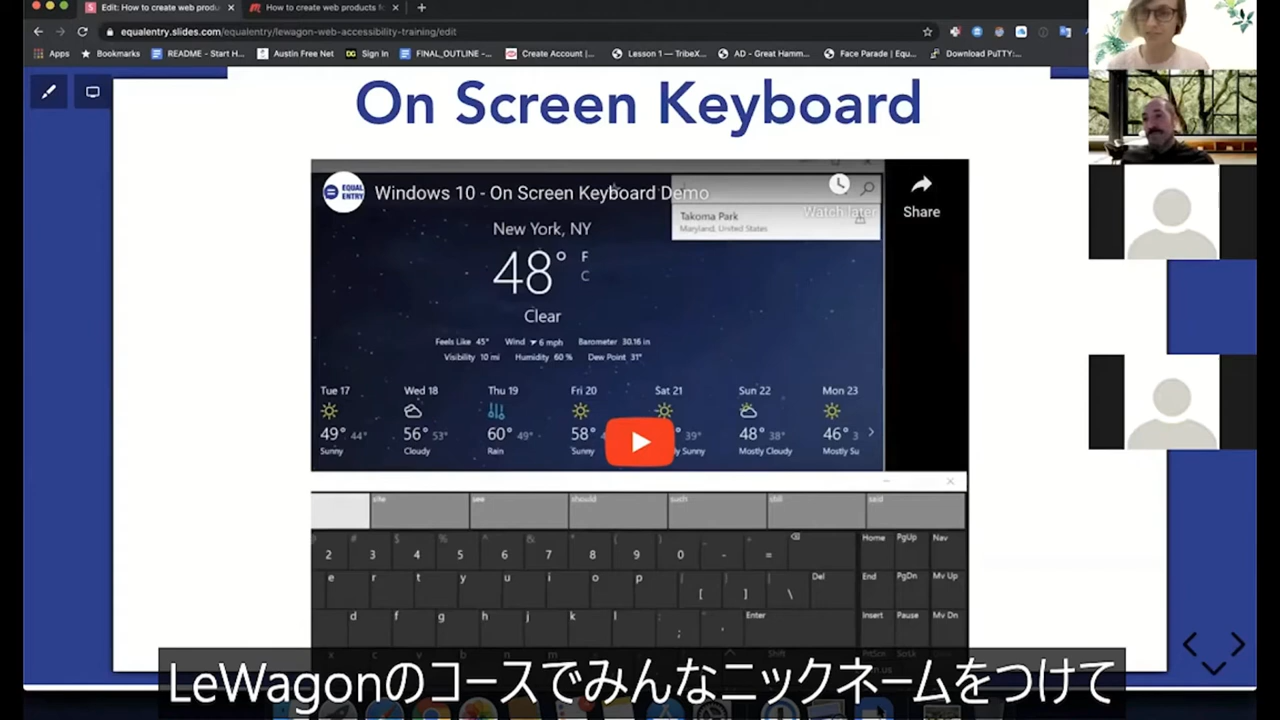 Edit: How to create web produ
How to create web products
equalentry.slides.com/equalentry/lewagon-web-accessibility-training/edit
Apps
Bookmarks
README - Start H...
Austin Free Net
Sign In
FINAL_OUTLINE -...
Create Account |...
Lesson 1 – TribeX...
AD - Great Hamm...
Face Parade | Equ...
Download PuTTY:...
On Screen Keyboard
EQUAL ENTRY
Windows 10 - On Screen Keyboard Demo
Watch later
Share
Takoma Park
Maryland, United States
New York, NY
48° F C
Clear
Feels Like 45° Wind 6 mph Barometer 30.16 in
Visibility 10 mi Humidity 60 % Dew Point 31°
Tue 17 Wed 18 Thu 19 Fri 20 Sat 21 Sun 22 Mon 23
49° 44° 56° 53° 60° 49° 58° 39° 48° 38° 46° 3
Sunny Cloudy Rain Sunny Sunny Mostly Cloudy Mostly Su
site see should such still said
2 3 4 5 6 7 8 9 0 - = Home PgUp Nav
e r t y u i o p [ ] \ Del End PgDn Mv Up
d f g h j k l ; ' Enter Insert Pause Mv Dn
Shift PrtScn ScrLk
LeWagonのコースでみんなニックネームをつけて